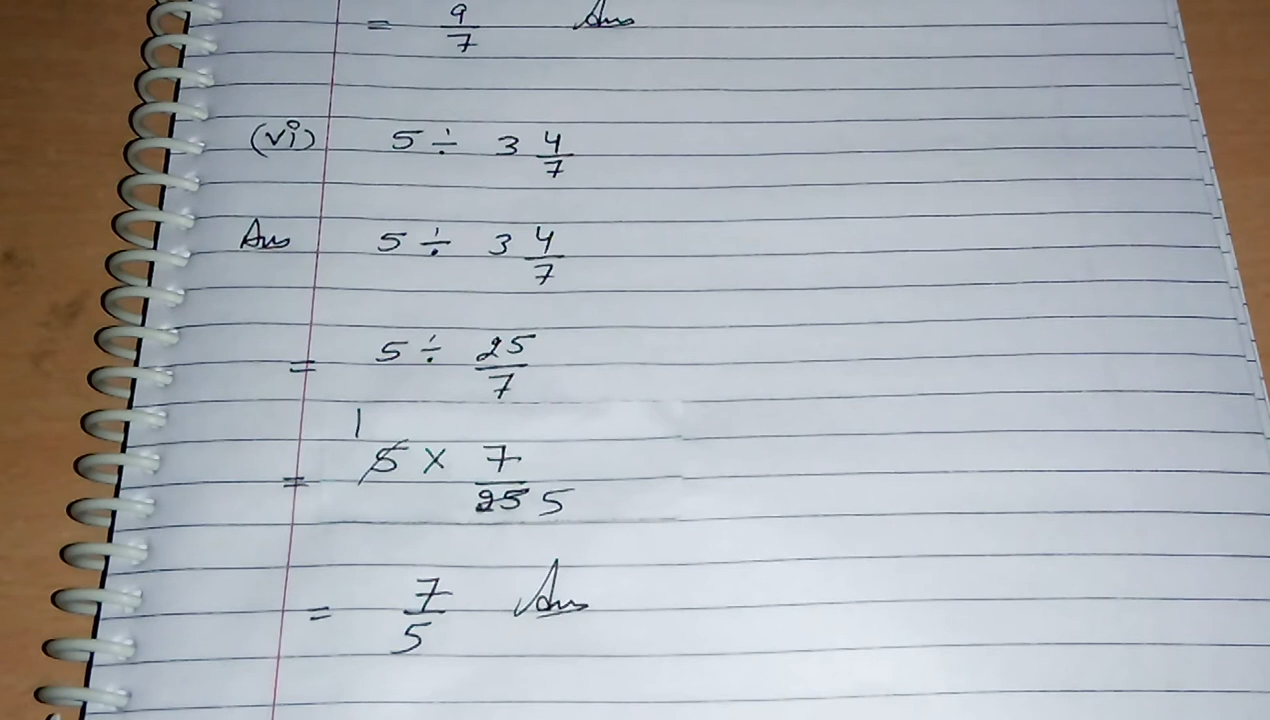 = 9/7 Ans
(vi) 5 ÷ 3 4/7
Ans 5 ÷ 3 4/7
= 5 ÷ 25/7
1
= 5 × 7/25 5
= 7/5 Ans